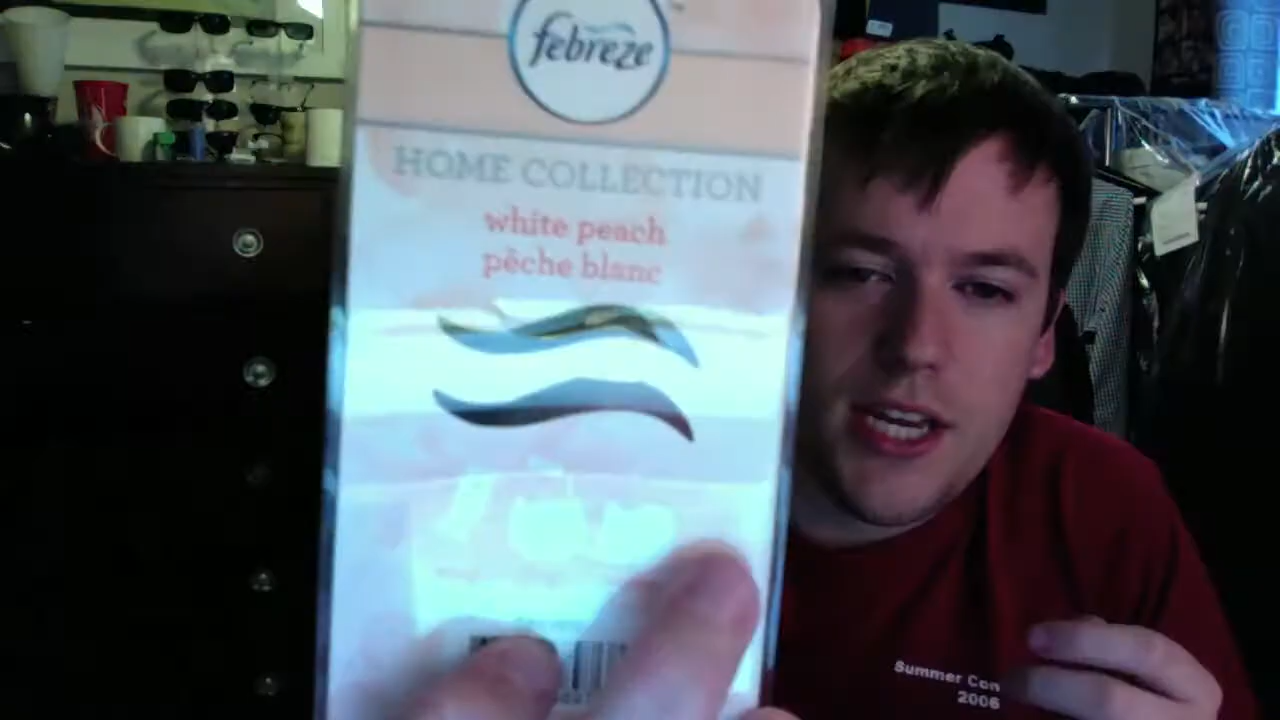 febreze
HOME COLLECTION
white peach
pêche blanc
Summer Con
2006